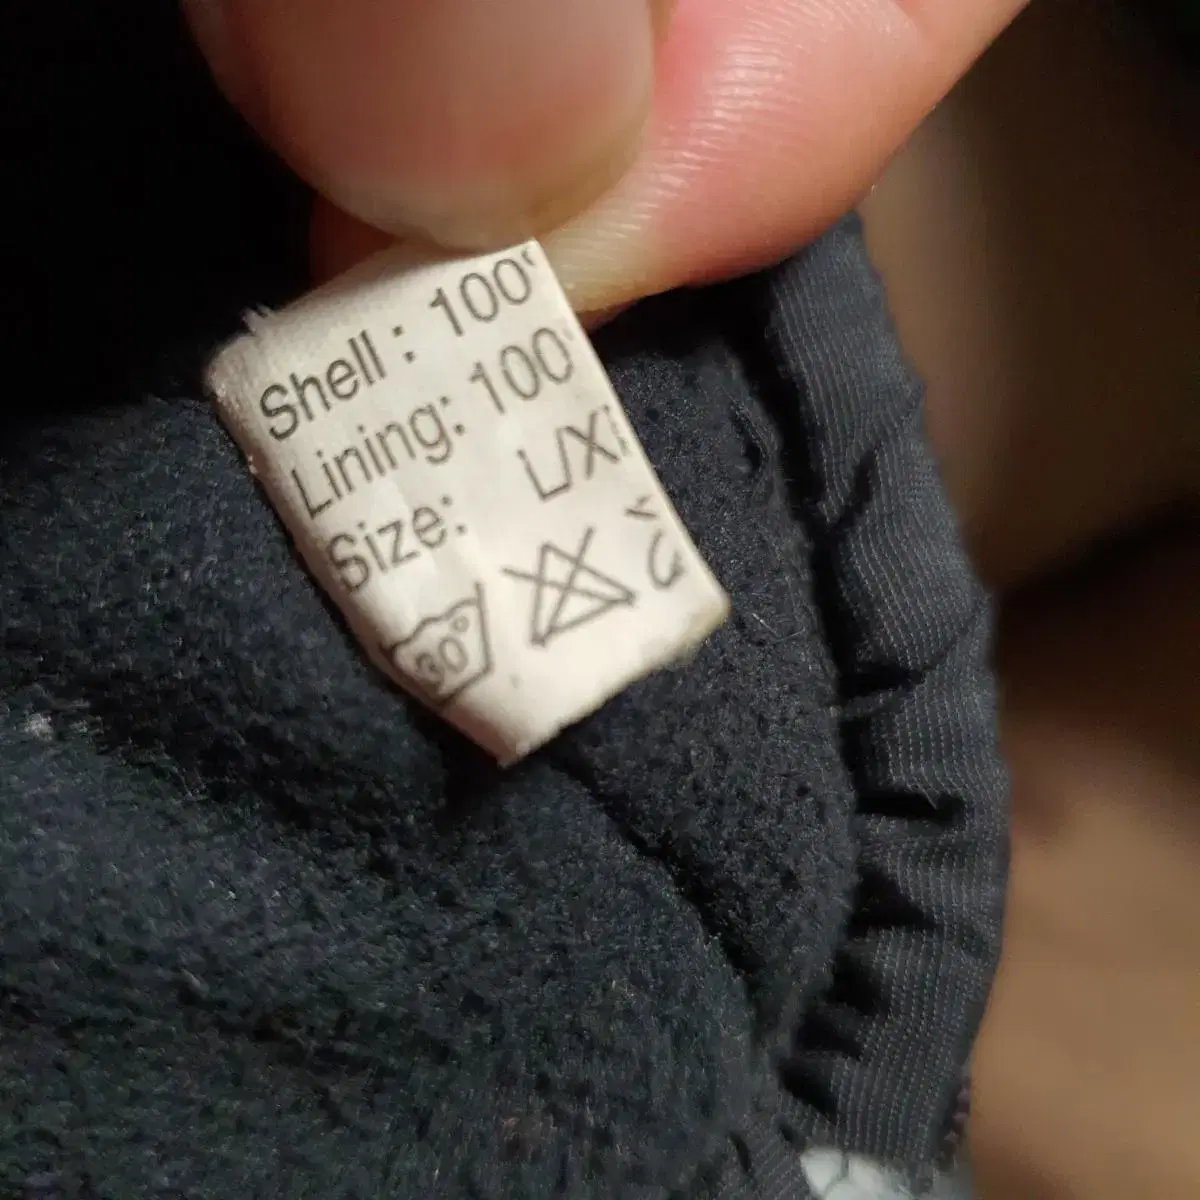 Shell : 100
Lining: 100
Size: L/X
30°